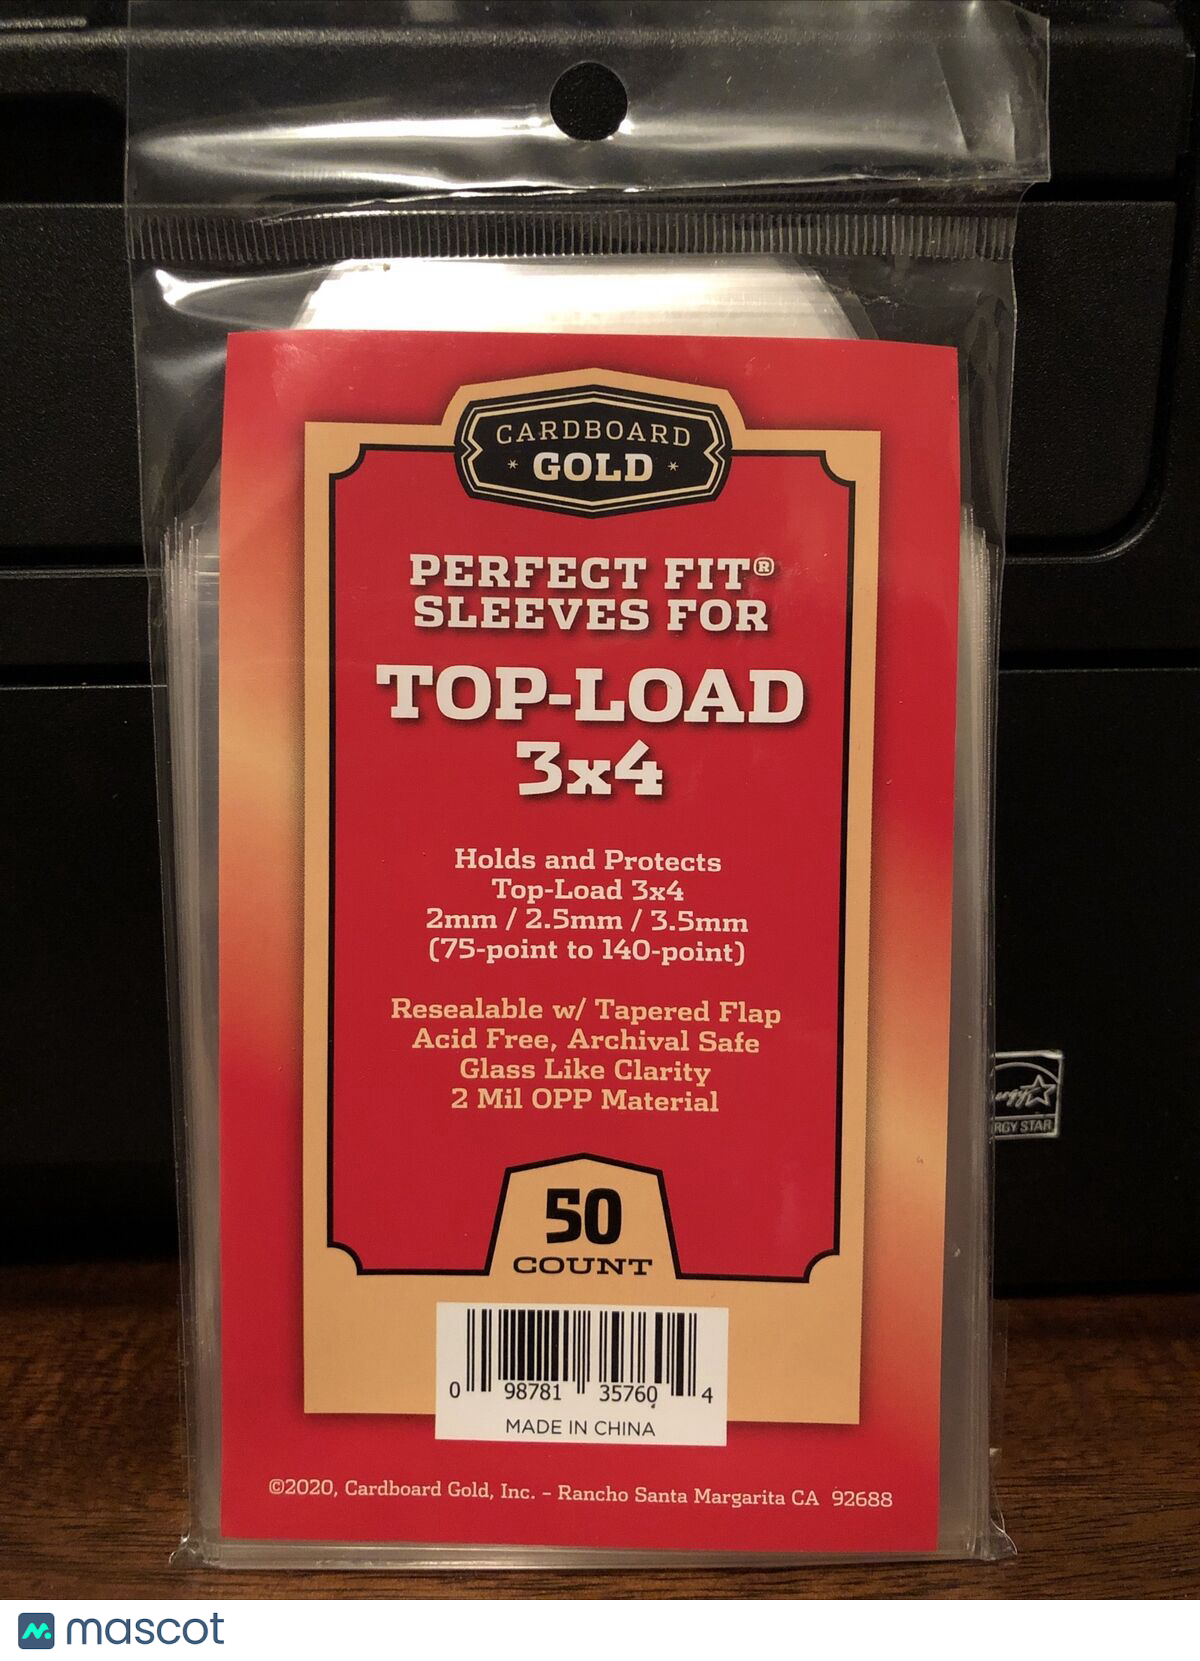 CARDBOARD
* GOLD *
PERFECT FIT®
SLEEVES FOR
TOP-LOAD
3x4
Holds and Protects
Top-Load 3x4
2mm / 2.5mm / 3.5mm
(75-point to 140-point)
Resealable w/ Tapered Flap
Acid Free, Archival Safe
Glass Like Clarity
2 Mil OPP Material
RGY STAR
50
COUNT
0 98781 35760 4
MADE IN CHINA
©2020, Cardboard Gold, Inc. – Rancho Santa Margarita CA 92688
mascot